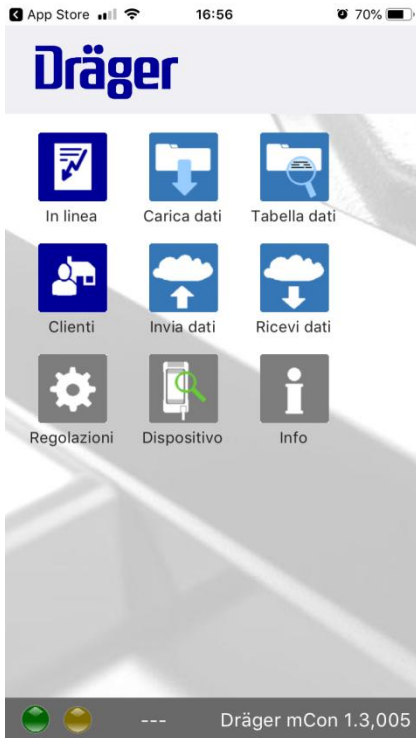 App Store 16:56 70%
Dräger
In linea Carica dati Tabella dati
Clienti Invia dati Ricevi dati
Regolazioni Dispositivo Info
--- Dräger mCon 1.3,005